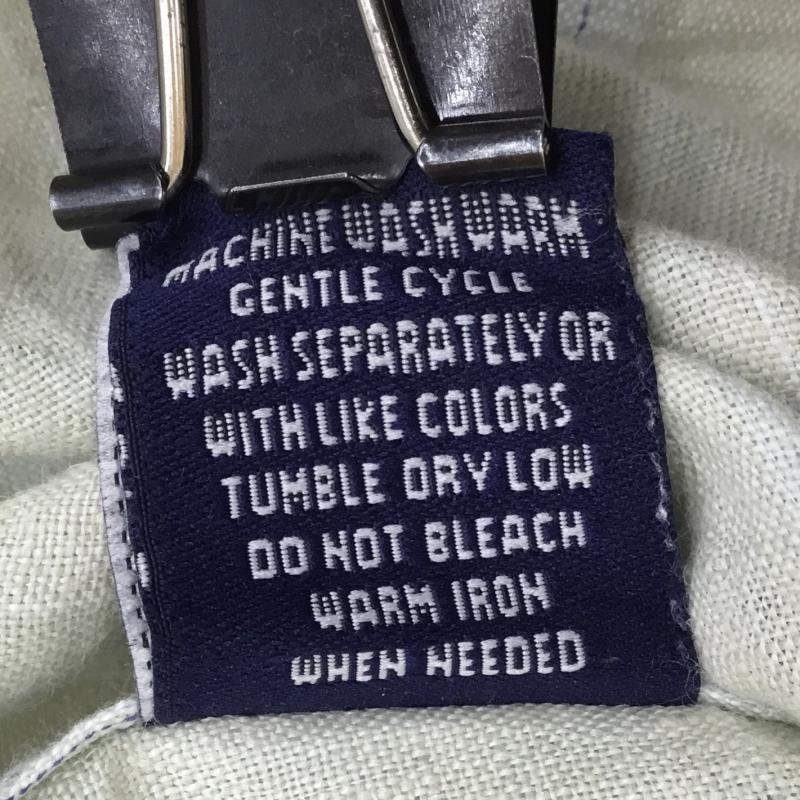 MACHINE WASH WARM
GENTLE CYCLE
WASH SEPARATELY OR
WITH LIKE COLORS
TUMBLE DRY LOW
DO NOT BLEACH
WARM IRON
WHEN NEEDED